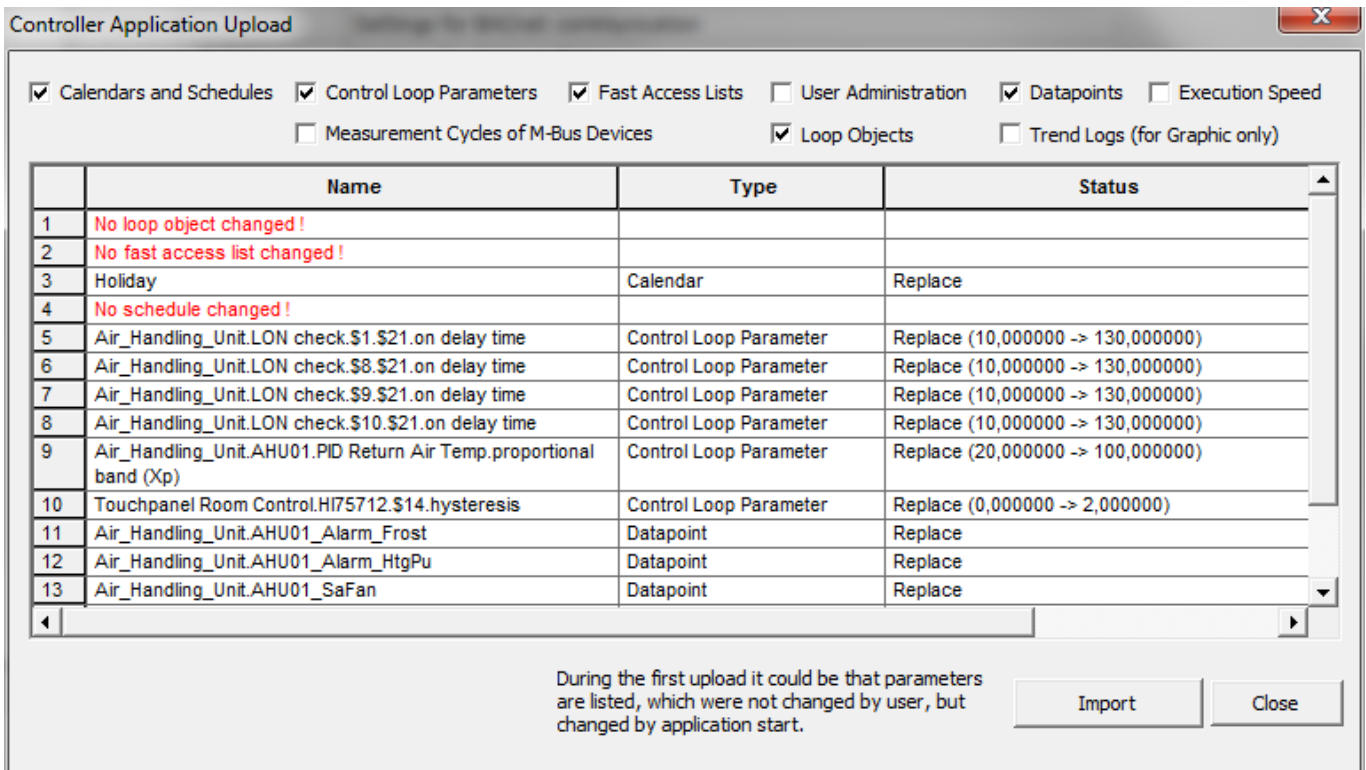 Controller Application Upload
Settings for BACnet communication
x
Calendars and Schedules Control Loop Parameters Fast Access Lists User Administration Datapoints Execution Speed
Measurement Cycles of M-Bus Devices Loop Objects Trend Logs (for Graphic only)
Name Type Status
1 No loop object changed !
2 No fast access list changed !
3 Holiday Calendar Replace
4 No schedule changed !
5 Air_Handling_Unit.LON check.$1.$21.on delay time Control Loop Parameter Replace (10,000000 -> 130,000000)
6 Air_Handling_Unit.LON check.$8.$21.on delay time Control Loop Parameter Replace (10,000000 -> 130,000000)
7 Air_Handling_Unit.LON check.$9.$21.on delay time Control Loop Parameter Replace (10,000000 -> 130,000000)
8 Air_Handling_Unit.LON check.$10.$21.on delay time Control Loop Parameter Replace (10,000000 -> 130,000000)
9 Air_Handling_Unit.AHU01.PID Return Air Temp.proportional Control Loop Parameter Replace (20,000000 -> 100,000000)
band (Xp)
10 Touchpanel Room Control.HI75712.$14.hysteresis Control Loop Parameter Replace (0,000000 -> 2,000000)
11 Air_Handling_Unit.AHU01_Alarm_Frost Datapoint Replace
12 Air_Handling_Unit.AHU01_Alarm_HtgPu Datapoint Replace
13 Air_Handling_Unit.AHU01_SaFan Datapoint Replace
During the first upload it could be that parameters
are listed, which were not changed by user, but
changed by application start.
Import Close